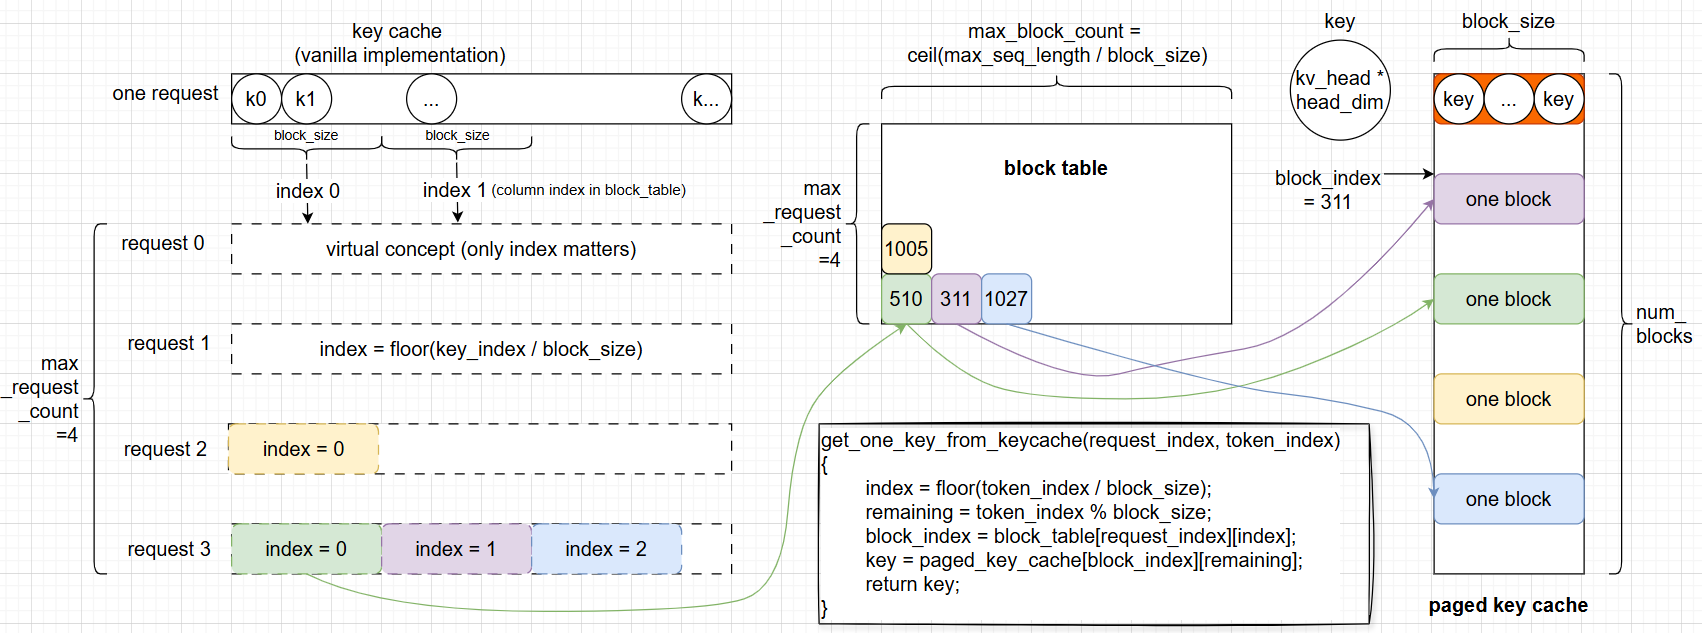 key cache
(vanilla implementation)
one request
k0
k1
...
k...
block_size
block_size
index 0
index 1 (column index in block_table)
max
_request
_count
=4
request 0
virtual concept (only index matters)
request 1
index = floor(key_index / block_size)
request 2
index = 0
request 3
index = 0
index = 1
index = 2
max_block_count =
ceil(max_seq_length / block_size)
max
_request
_count
=4
block table
1005
510
311
1027
get_one_key_from_keycache(request_index, token_index)
{
index = floor(token_index / block_size);
remaining = token_index % block_size;
block_index = block_table[request_index][index];
key = paged_key_cache[block_index][remaining];
return key;
}
key
kv_head *
head_dim
block_size
key
...
key
block_index
= 311
one block
one block
one block
one block
num_
blocks
paged key cache